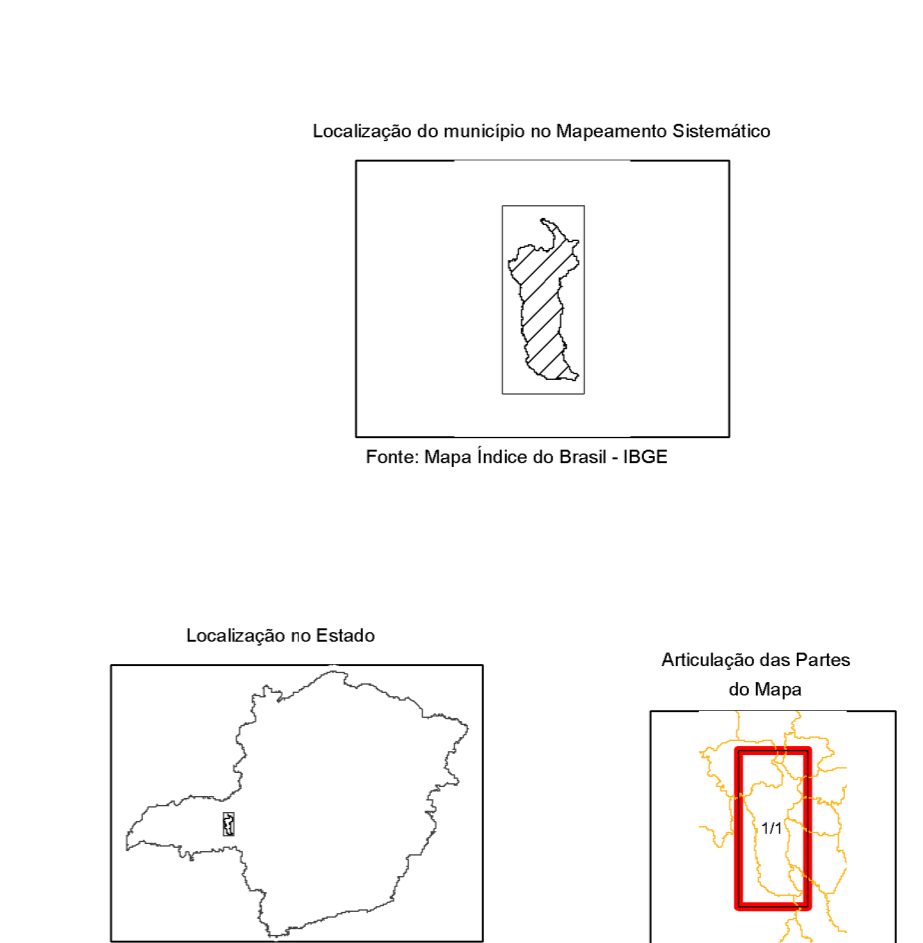 Localização do município no Mapeamento Sistemático
Fonte: Mapa Índice do Brasil - IBGE
Localização no Estado
Articulação das Partes
do Mapa
1/1